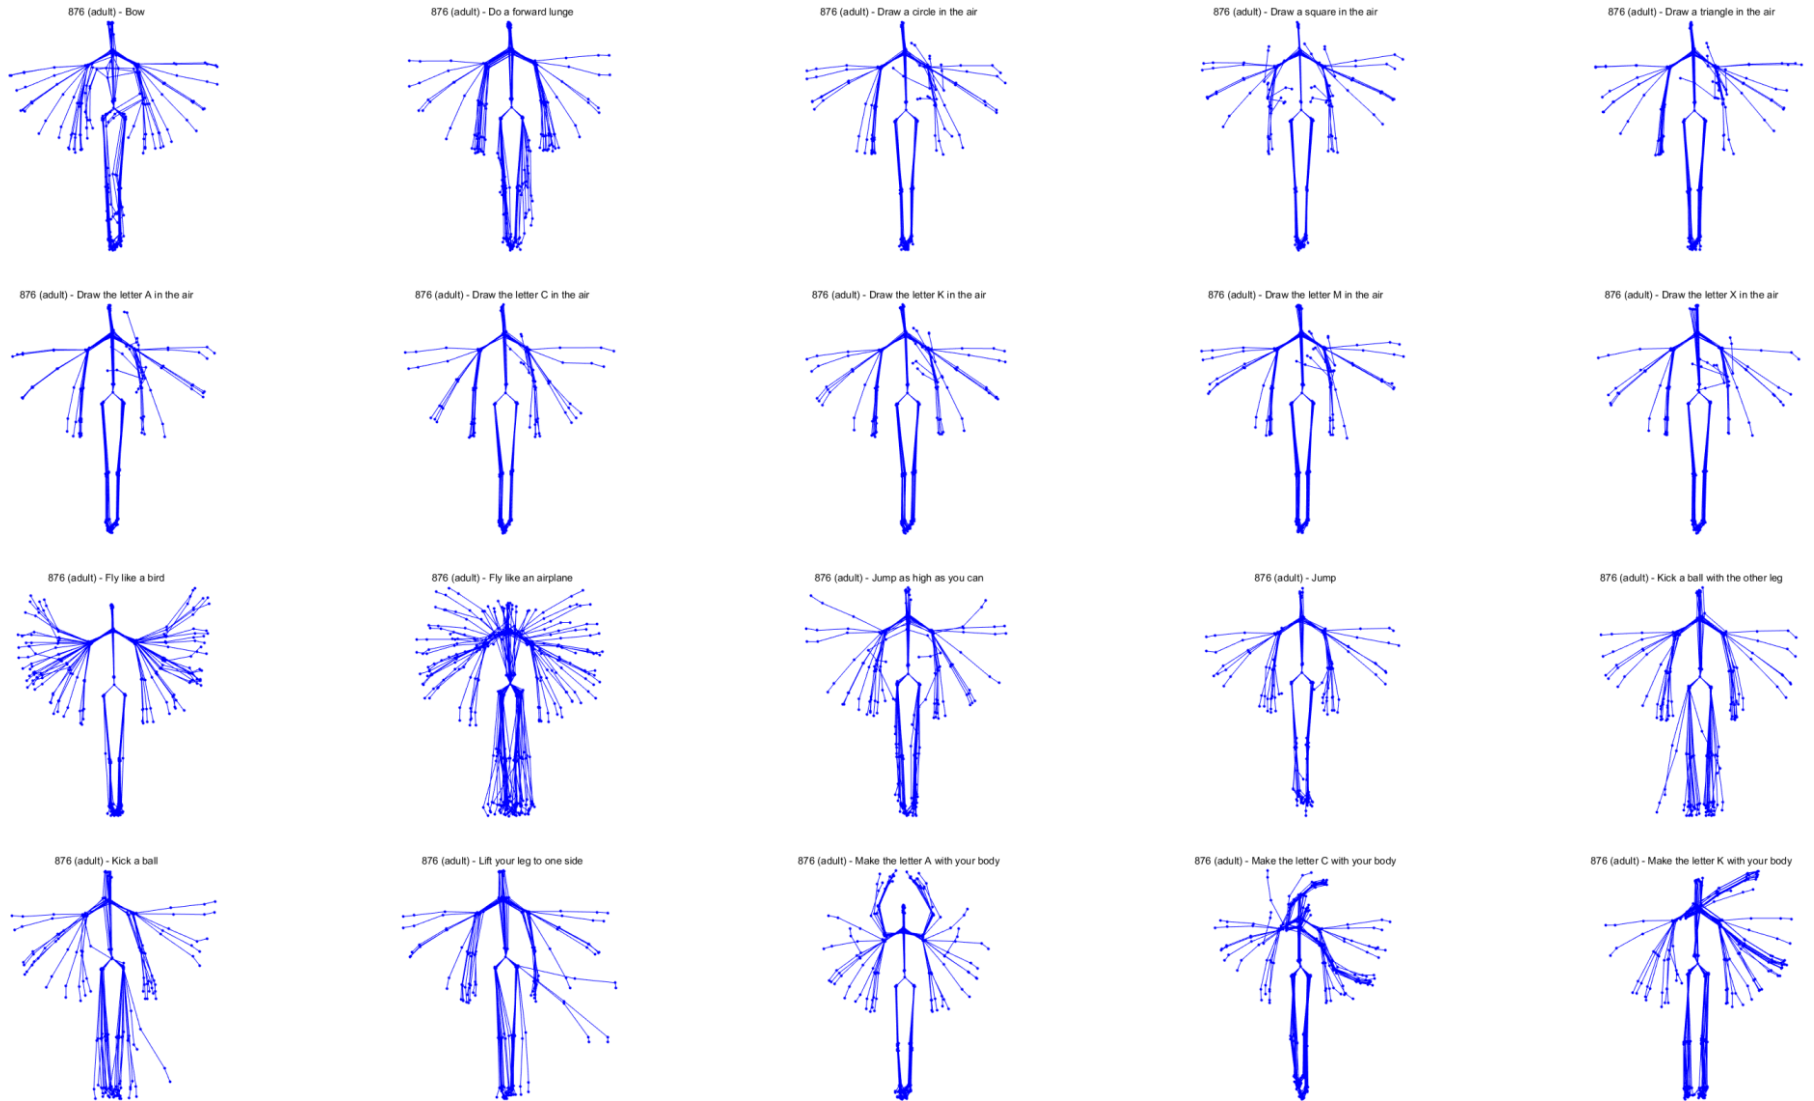 876 (adult) - Bow
876 (adult) - Do a forward lunge
876 (adult) - Draw a circle in the air
876 (adult) - Draw a square in the air
876 (adult) - Draw a triangle in the air
876 (adult) - Draw the letter A in the air
876 (adult) - Draw the letter C in the air
876 (adult) - Draw the letter K in the air
876 (adult) - Draw the letter M in the air
876 (adult) - Draw the letter X in the air
876 (adult) - Fly like a bird
876 (adult) - Fly like an airplane
876 (adult) - Jump as high as you can
876 (adult) - Jump
876 (adult) - Kick a ball with the other leg
876 (adult) - Kick a ball
876 (adult) - Lift your leg to one side
876 (adult) - Make the letter A with your body
876 (adult) - Make the letter C with your body
876 (adult) - Make the letter K with your body